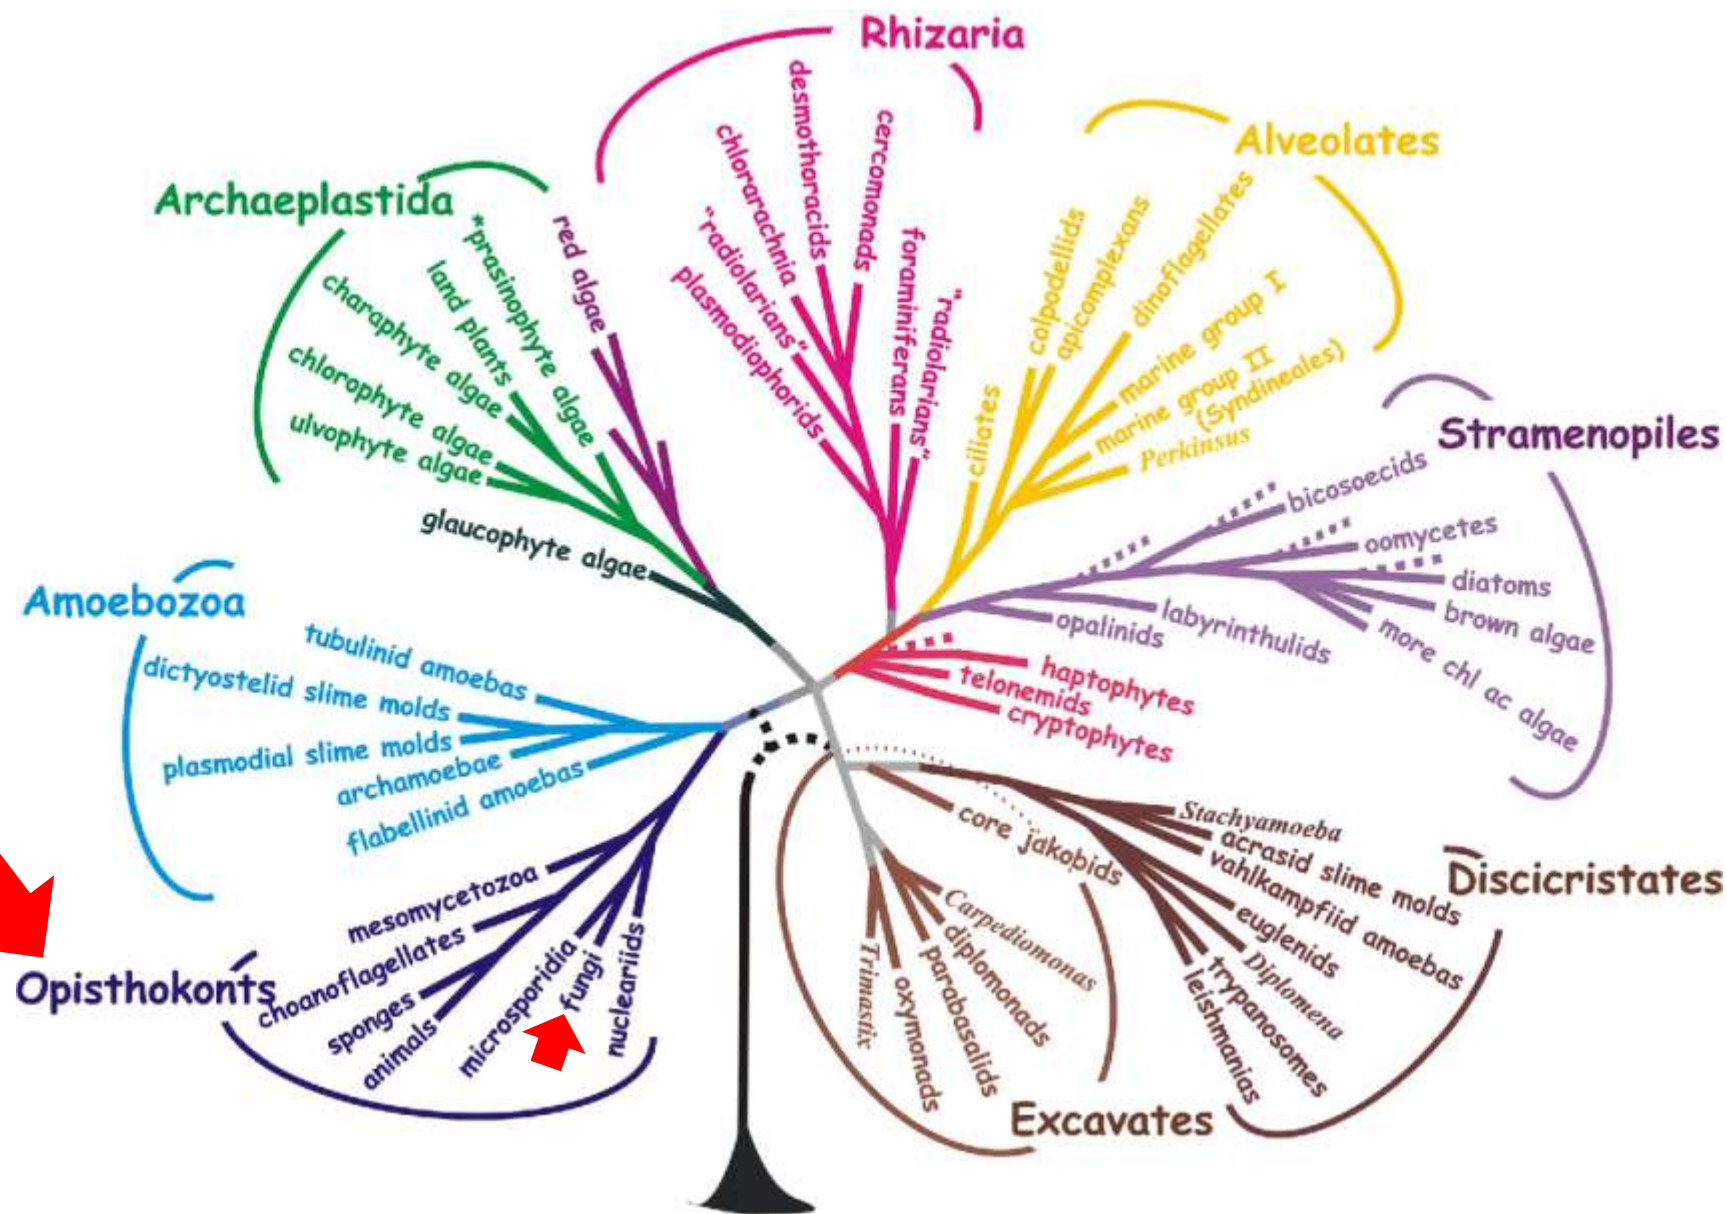 Rhizaria
desmothoracids
cercomonads
chlorarachnia
"radiolarians"
plasmodiophorids
foraminiferans
"radiolarians"
Alveolates
colpodellids
apicomplexans
dinoflagellates
marine group I
marine group II
(Syndineales)
Perkinsus
ciliates
Archaeplastida
red algae
*prasinophyte algae
land plants
charaphyte algae
chlorophyte algae
ulvophyte algae
glaucophyte algae
Stramenopiles
bicosoecids
oomycetes
diatoms
brown algae
more chl ac algae
labyrinthulids
opalinids
haptophytes
telonemids
cryptophytes
Amoebozoa
tubulinid amoebas
dictyostelid slime molds
plasmodial slime molds
archamoebae
flabellinid amoebas
Opisthokonts
mesomycetozoa
choanoflagellates
sponges
animals
microsporidia
fungi
nucleariids
Discicristates
Stachyamoeba
acrasid slime molds
vahlkampfiid amoebas
euglenids
Diplomena
trypanosomes
leishmanias
core jakobids
Carpediomonas
diplomonads
parabasalids
oxymonads
Trimastix
Excavates